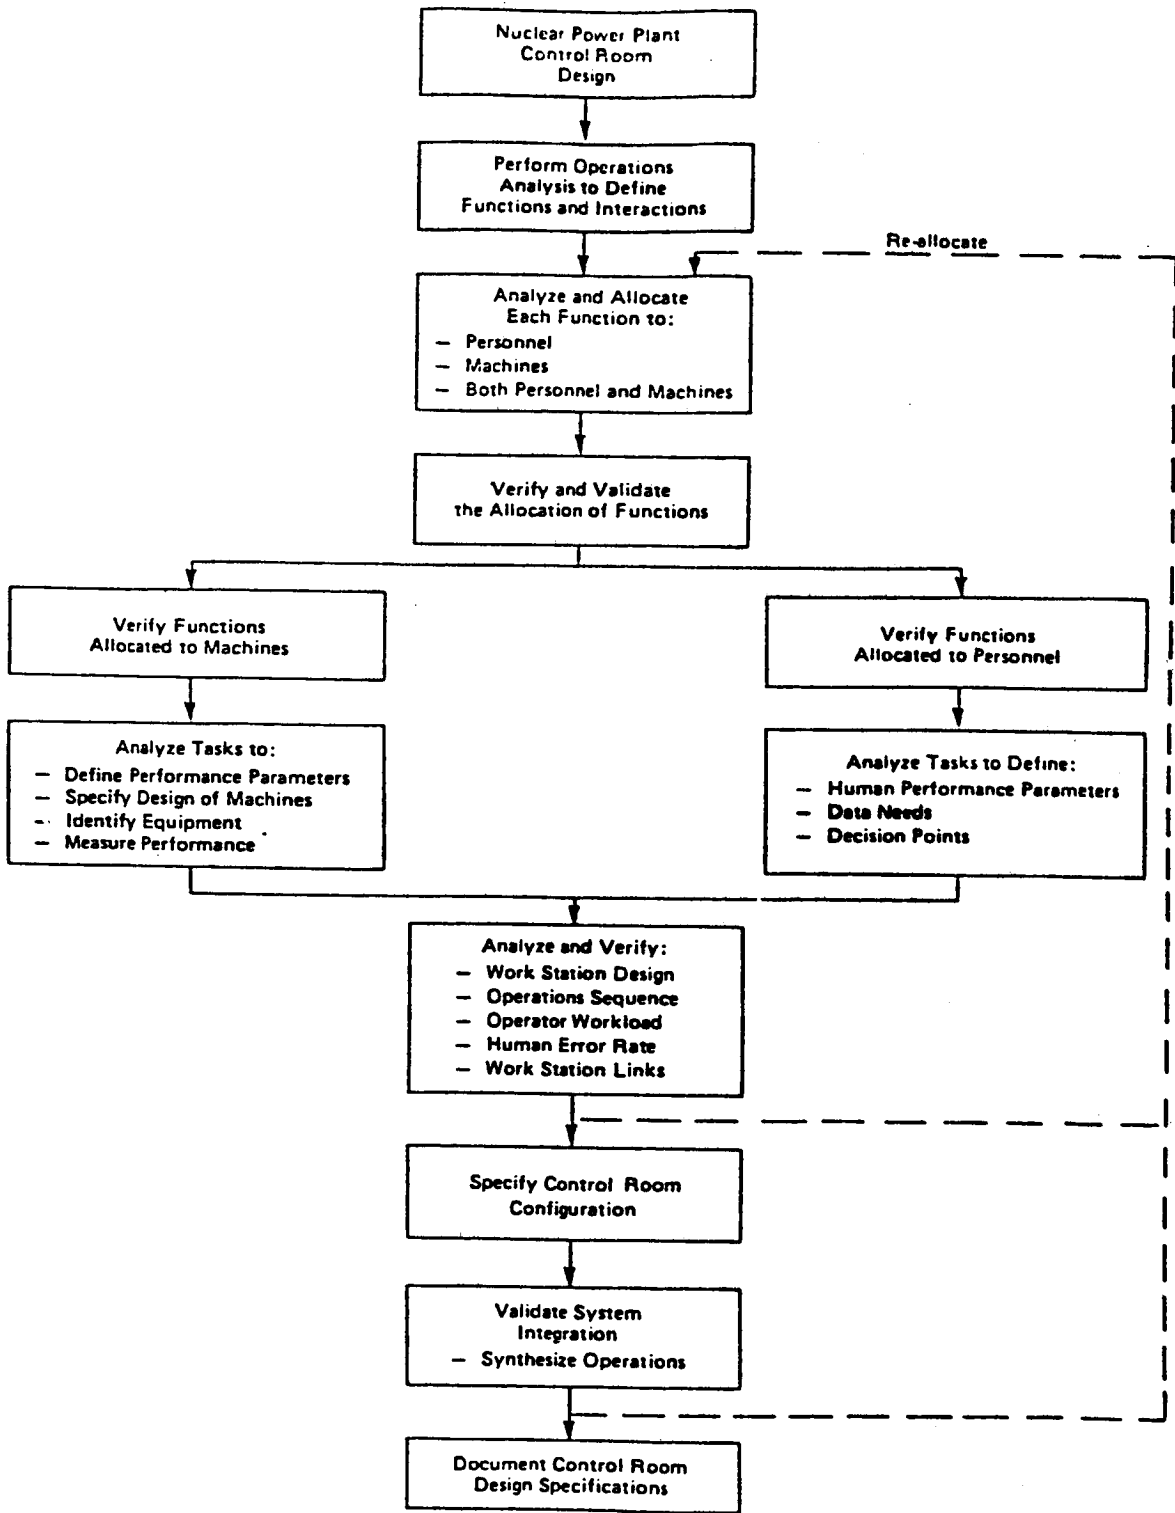 Nuclear Power Plant
Control Room
Design
Perform Operations
Analysis to Define
Functions and Interactions
Re-allocate
Analyze and Allocate
Each Function to:
– Personnel
– Machines
– Both Personnel and Machines
Verify and Validate
the Allocation of Functions
Verify Functions
Allocated to Machines
Verify Functions
Allocated to Personnel
Analyze Tasks to:
– Define Performance Parameters
– Specify Design of Machines
– Identify Equipment
– Measure Performance
Analyze Tasks to Define:
– Human Performance Parameters
– Data Needs
– Decision Points
Analyze and Verify:
– Work Station Design
– Operations Sequence
– Operator Workload
– Human Error Rate
– Work Station Links
Specify Control Room
Configuration
Validate System
Integration
– Synthesize Operations
Document Control Room
Design Specifications